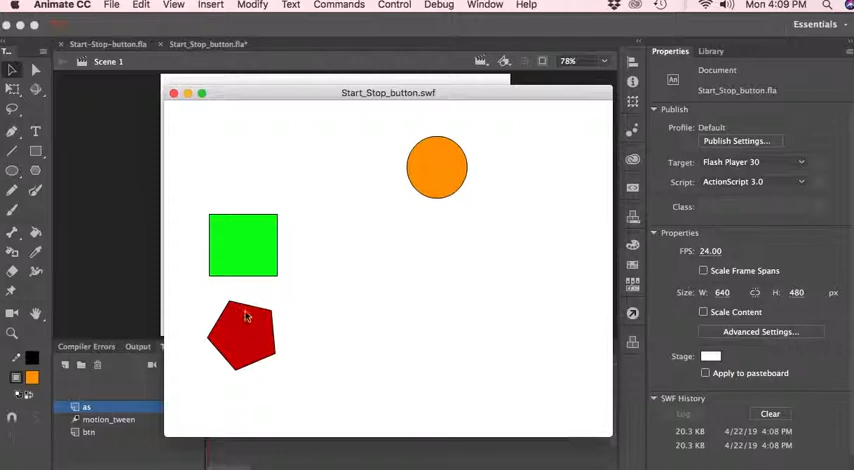 Animate CC File Edit View Insert Modify Text Commands Control Debug Window Help Mon 4:09 PM
Essentials
T...
× Start-Stop-button.fla × Start_Stop_button.fla*
Scene 1
78%
Start_Stop_button.swf
Properties Library
An
Document
Start_Stop_button.fla
Publish
Profile: Default
Publish Settings...
Target: Flash Player 30
Script: ActionScript 3.0
Class:
Properties
FPS: 24.00
Scale Frame Spans
Size: W: 640 H: 480 px
Scale Content
Advanced Settings...
Stage:
Apply to pasteboard
SWF History
Log Clear
20.3 KB 4/22/19 4:08 PM
20.3 KB 4/22/19 4:08 PM
Compiler Errors Output
as
motion_tween
btn